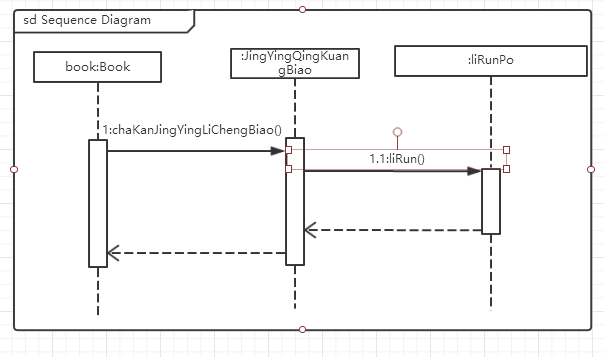 sd Sequence Diagram
book:Book
:JingYingQingKuan
gBiao
:liRunPo
1:chaKanJingYingLiChengBiao()
1.1:liRun()